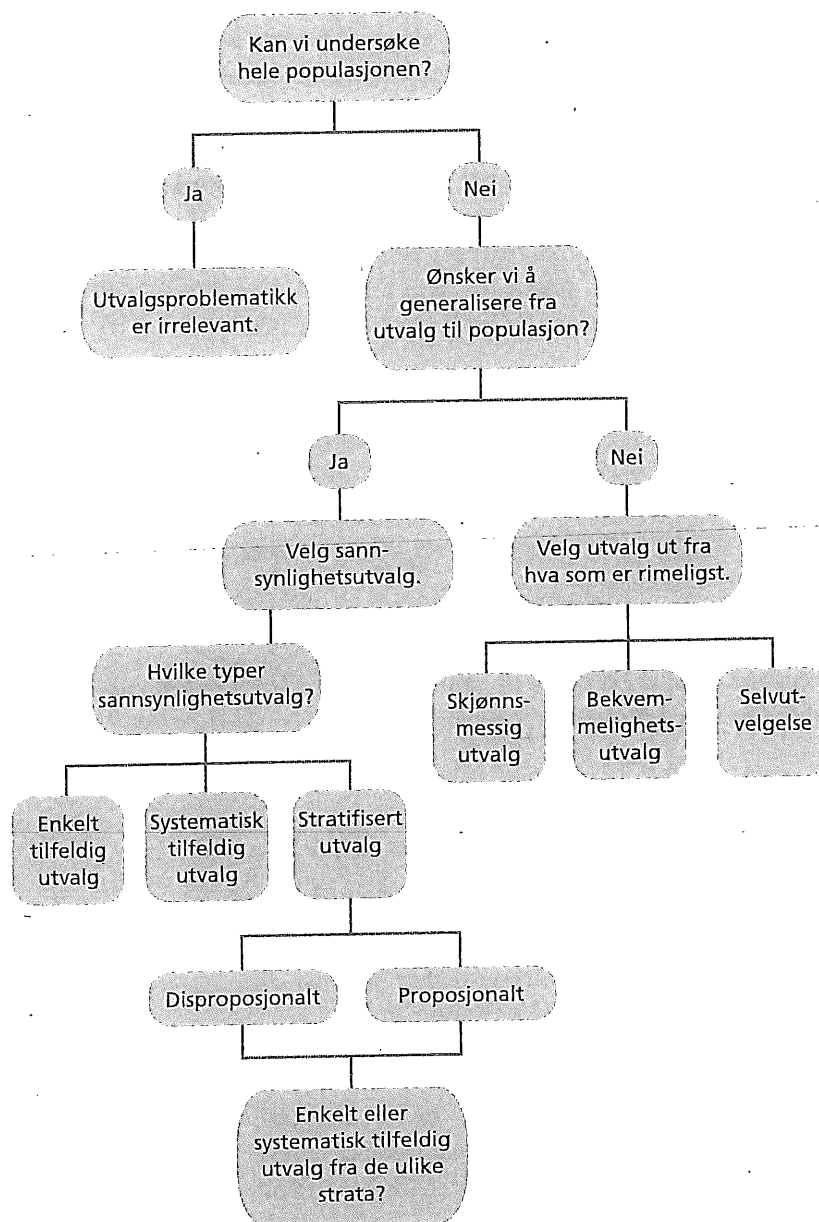 Kan vi undersøke
hele populasjonen?
Ja
Nei
Utvalgsproblematikk
er irrelevant.
Ønsker vi å
generalisere fra
utvalg til populasjon?
Ja
Nei
Velg sann-
synlighetsutvalg.
Velg utvalg ut fra
hva som er rimeligst.
Hvilke typer
sannsynlighetsutvalg?
Skjønns-
messig
utvalg
Bekvem-
melighets-
utvalg
Selvut-
velgelse
Enkelt
tilfeldig
utvalg
Systematisk
tilfeldig
utvalg
Stratifisert
utvalg
Disproposjonalt
Proposjonalt
Enkelt eller
systematisk tilfeldig
utvalg fra de ulike
strata?